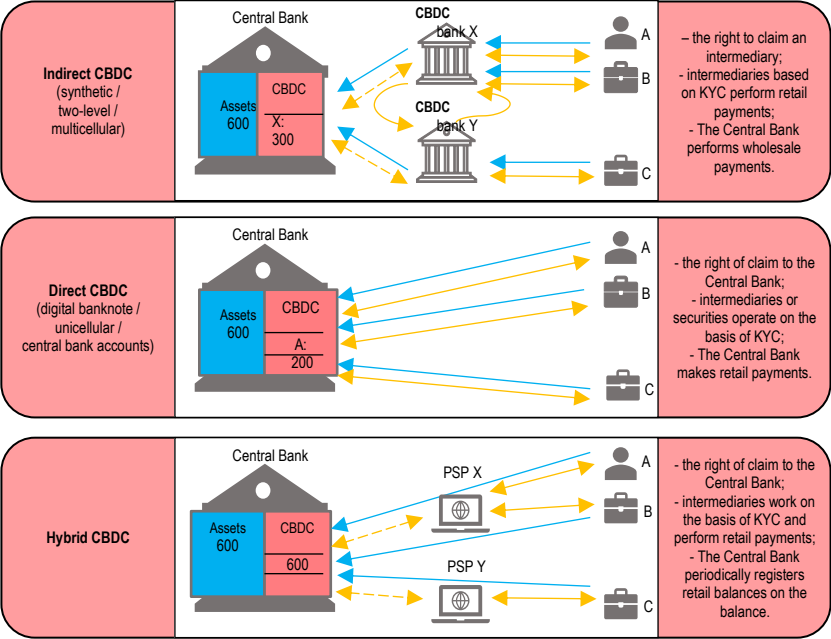 Indirect CBDC
(synthetic /
two-level /
multicellular)
Central Bank
Assets
600
CBDC
X:
300
CBDC
bank X
CBDC
bank Y
A
B
C
– the right to claim an
intermediary;
- intermediaries based
on KYC perform retail
payments;
- The Central Bank
performs wholesale
payments.
Direct CBDC
(digital banknote /
unicellular /
central bank accounts)
Central Bank
Assets
600
CBDC
A:
200
A
B
C
- the right of claim to the
Central Bank;
- intermediaries or
securities operate on the
basis of KYC;
- The Central Bank
makes retail payments.
Hybrid CBDC
Central Bank
Assets
600
CBDC
600
PSP X
PSP Y
A
B
C
- the right of claim to the
Central Bank;
- intermediaries work on
the basis of KYC and
perform retail payments;
- The Central Bank
periodically registers
retail balances on the
balance.